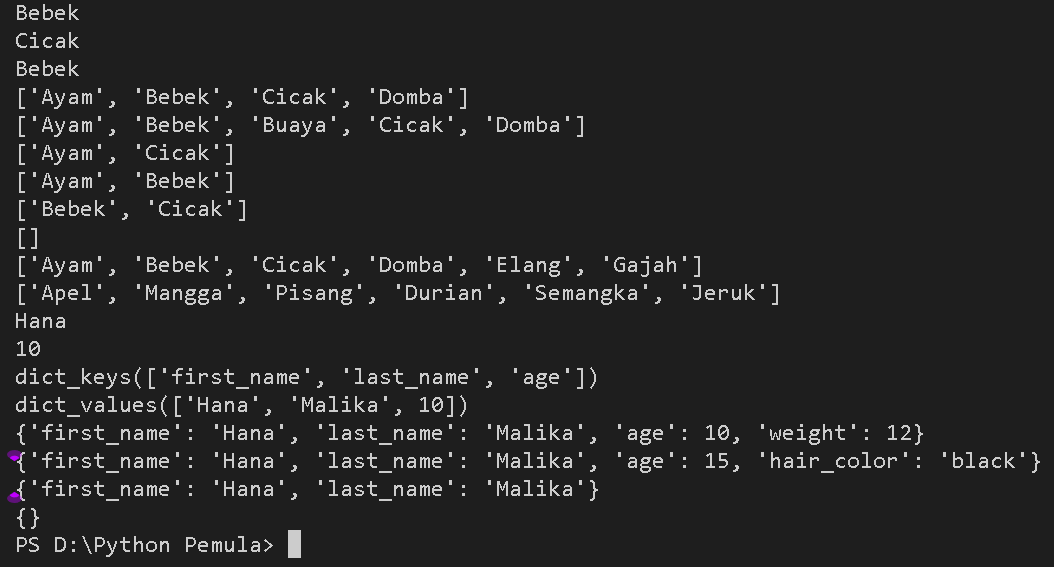 Bebek
Cicak
Bebek
['Ayam', 'Bebek', 'Cicak', 'Domba']
['Ayam', 'Bebek', 'Buaya', 'Cicak', 'Domba']
['Ayam', 'Cicak']
['Ayam', 'Bebek']
['Bebek', 'Cicak']
[]
['Ayam', 'Bebek', 'Cicak', 'Domba', 'Elang', 'Gajah']
['Apel', 'Mangga', 'Pisang', 'Durian', 'Semangka', 'Jeruk']
Hana
10
dict_keys(['first_name', 'last_name', 'age'])
dict_values(['Hana', 'Malika', 10])
{'first_name': 'Hana', 'last_name': 'Malika', 'age': 10, 'weight': 12}
{'first_name': 'Hana', 'last_name': 'Malika', 'age': 15, 'hair_color': 'black'}
{'first_name': 'Hana', 'last_name': 'Malika'}
{}
PS D:\Python Pemula>